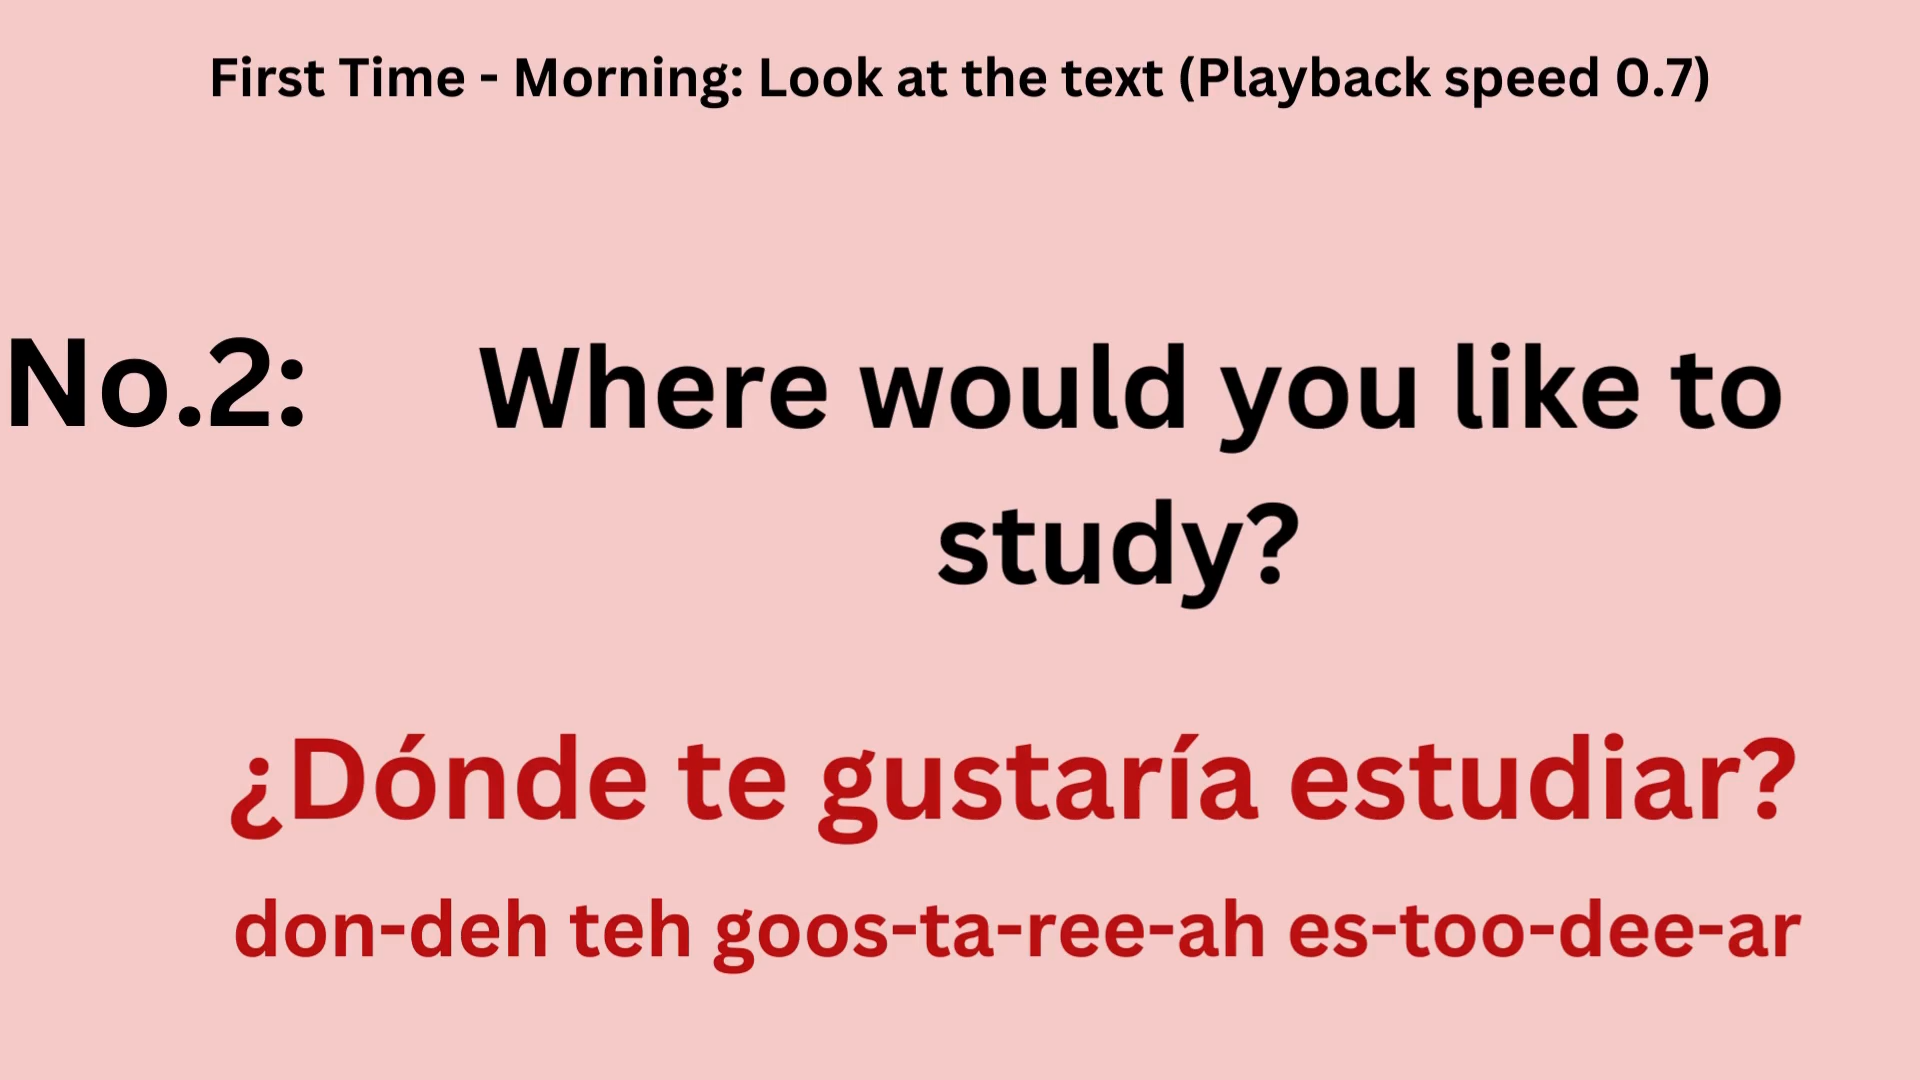 First Time - Morning: Look at the text (Playback speed 0.7)
No.2: Where would you like to
study?
¿Dónde te gustaría estudiar?
don-deh teh goos-ta-ree-ah es-too-dee-ar